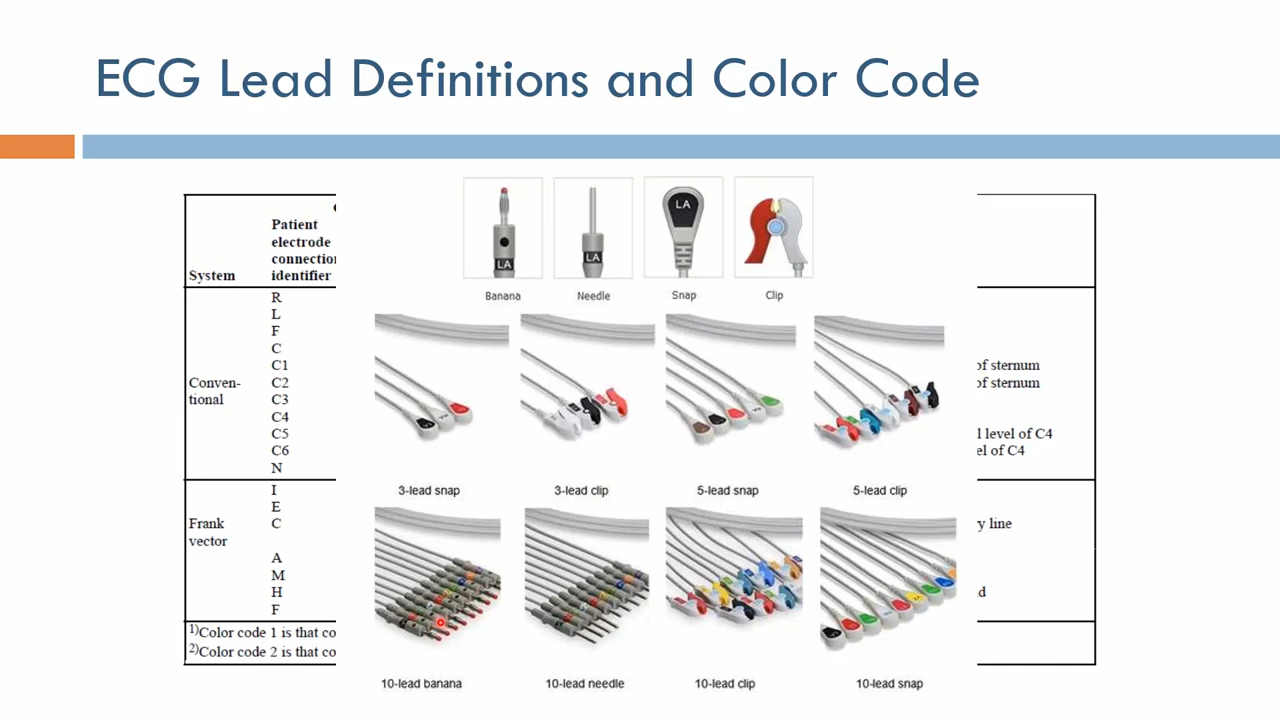 ECG Lead Definitions and Color Code
System
Patient
electrode
connection
identifier
Conven-
tional
R
L
F
C
C1
C2
C3
C4
C5
C6
N
Frank
vector
I
E
C
A
M
H
F
1)Color code 1 is that co
2)Color code 2 is that co
LA
LA
LA
Banana
Needle
Snap
Clip
3-lead snap
3-lead clip
5-lead snap
5-lead clip
10-lead banana
10-lead needle
10-lead clip
10-lead snap
of sternum
of sternum
l level of C4
el of C4
y line
d